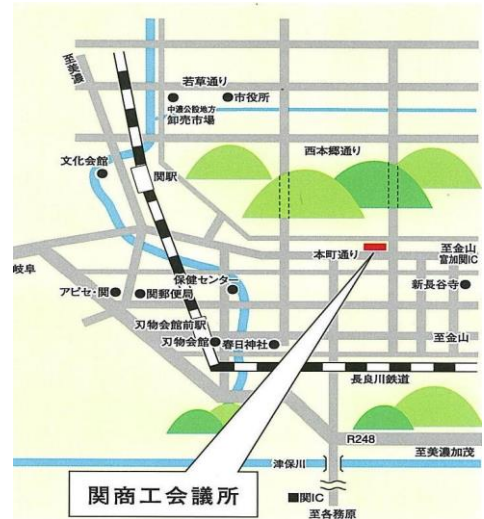 至美濃
若草通り
市役所
中濃公設地方
卸売市場
西本郷通り
文化会館
関駅
本町通り
至金山
富加関IC
岐阜
アピセ・関
関郵便局
保健センター
新長谷寺
刃物会館前駅
刃物会館
春日神社
至金山
長良川鉄道
R248
至美濃加茂
津保川
関商工会議所
関IC
至各務原